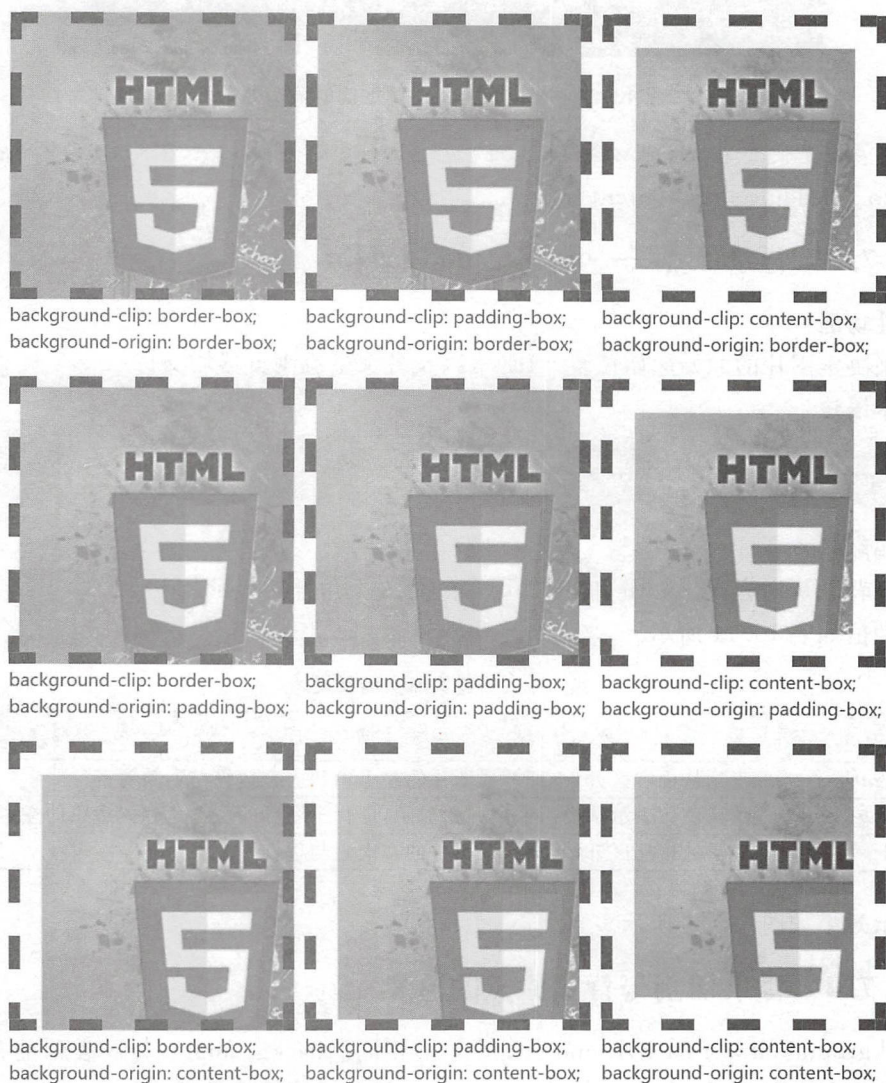 HTML
HTML
HTML
5
5
5
school
school
background-clip: border-box;
background-origin: border-box;
background-clip: padding-box;
background-origin: border-box;
background-clip: content-box;
background-origin: border-box;
HTML
HTML
HTML
5
5
5
school
school
background-clip: border-box;
background-origin: padding-box;
background-clip: padding-box;
background-origin: padding-box;
background-clip: content-box;
background-origin: padding-box;
HTML
HTML
HTML
5
5
5
background-clip: border-box;
background-origin: content-box;
background-clip: padding-box;
background-origin: content-box;
background-clip: content-box;
background-origin: content-box;